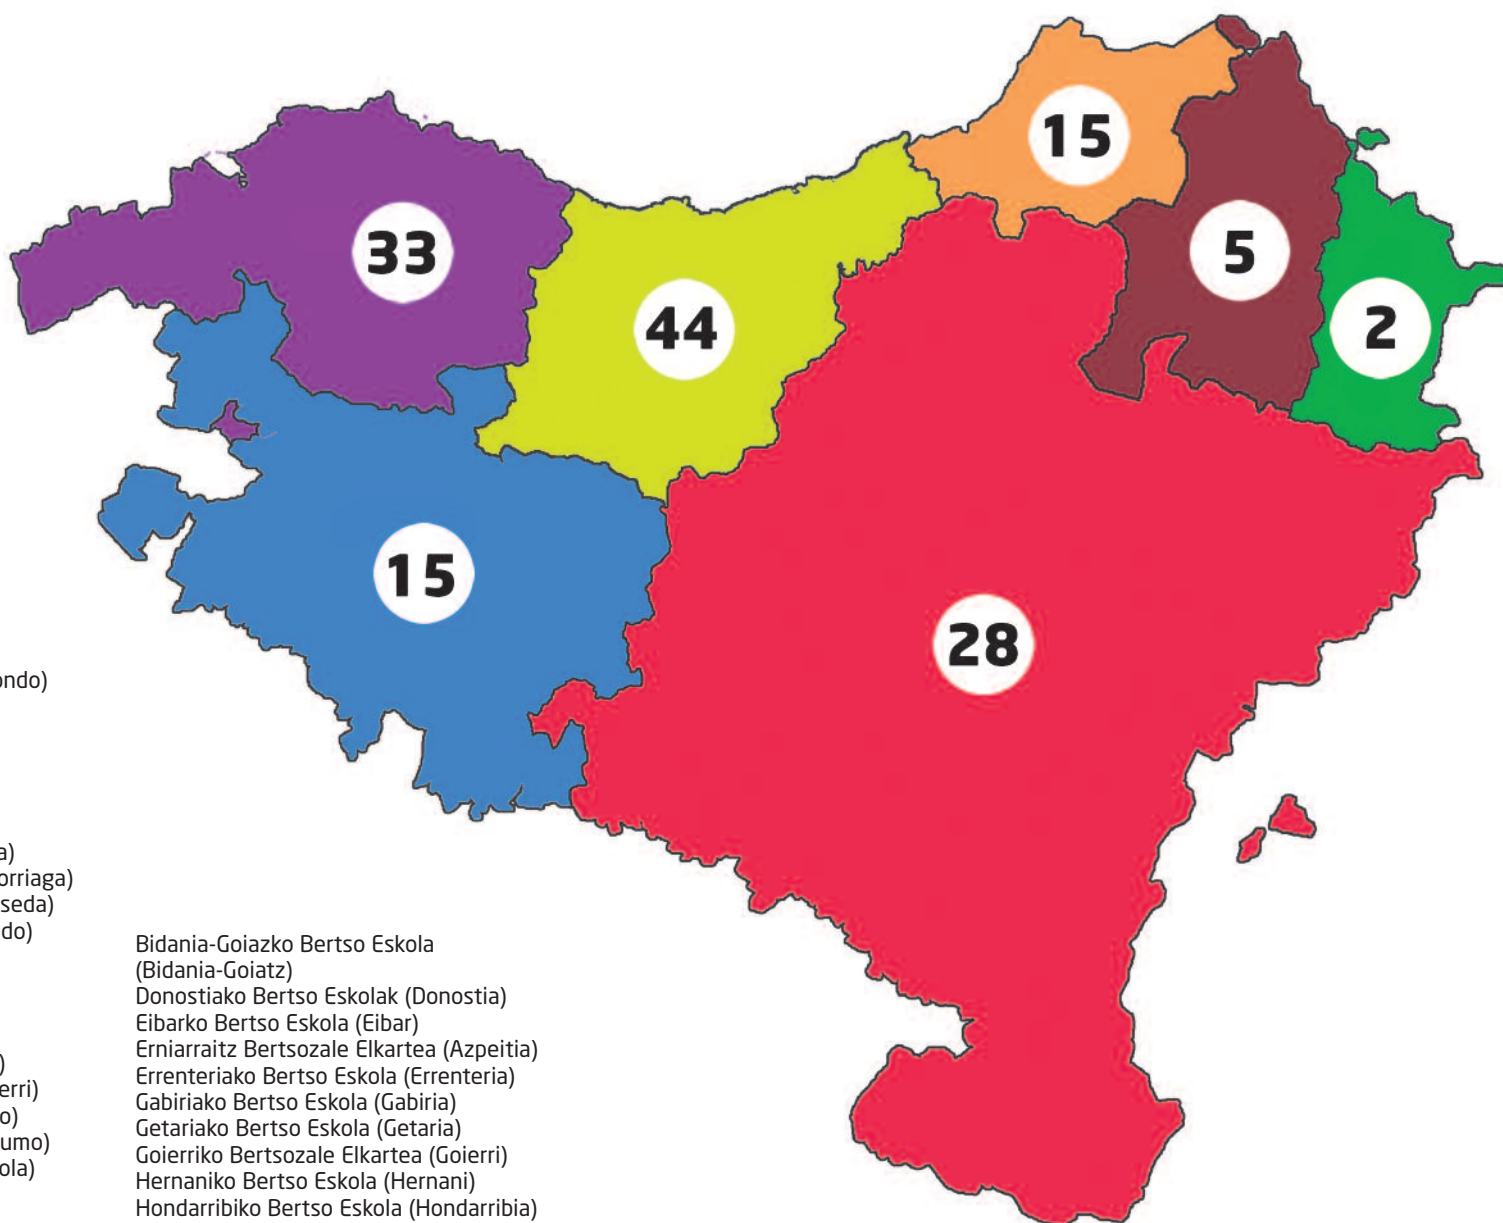 15
33
5
44
2
15
28
ondo)
a)
orriaga)
seda)
do)
)
erri)
o)
umo)
ola)
Bidania-Goiazko Bertso Eskola
(Bidania-Goiatz)
Donostiako Bertso Eskolak (Donostia)
Eibarko Bertso Eskola (Eibar)
Erniarraitz Bertsozale Elkartea (Azpeitia)
Errenteriako Bertso Eskola (Errenteria)
Gabiriako Bertso Eskola (Gabiria)
Getariako Bertso Eskola (Getaria)
Goierriko Bertsozale Elkartea (Goierri)
Hernaniko Bertso Eskola (Hernani)
Hondarribiko Bertso Eskola (Hondarribia)